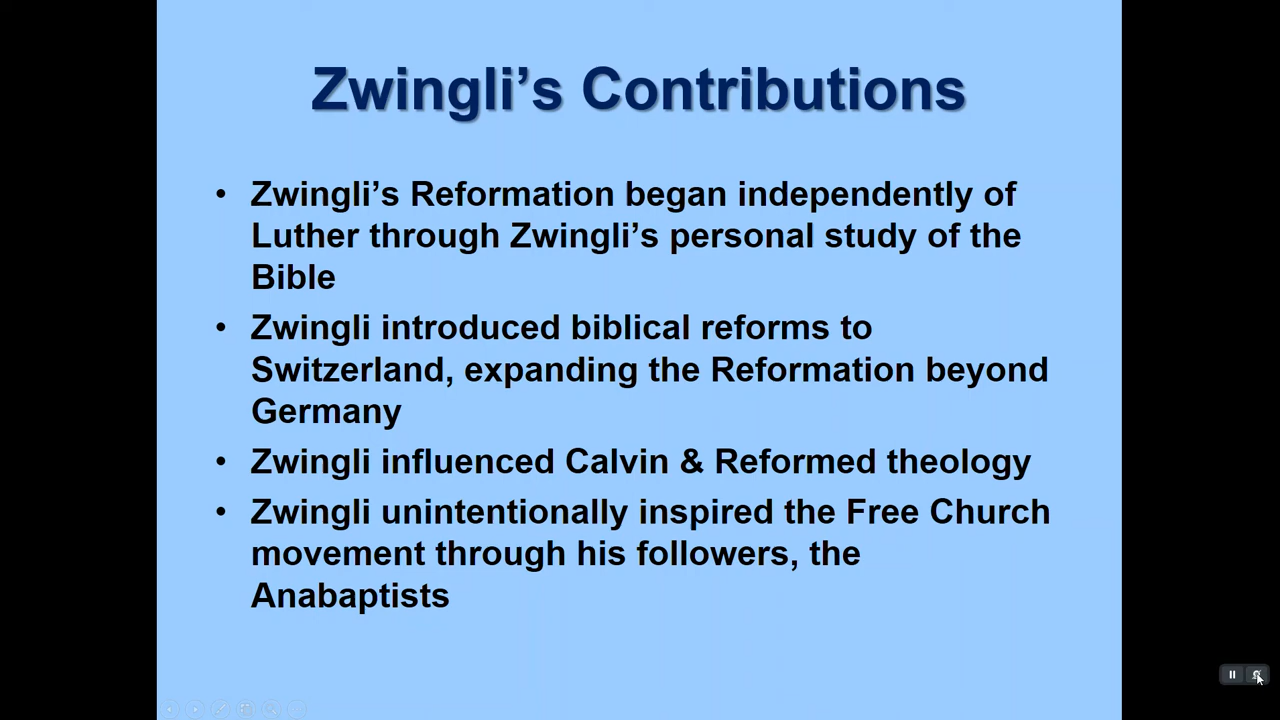 Zwingli’s Contributions
• Zwingli’s Reformation began independently of
Luther through Zwingli’s personal study of the
Bible
• Zwingli introduced biblical reforms to
Switzerland, expanding the Reformation beyond
Germany
• Zwingli influenced Calvin & Reformed theology
• Zwingli unintentionally inspired the Free Church
movement through his followers, the
Anabaptists